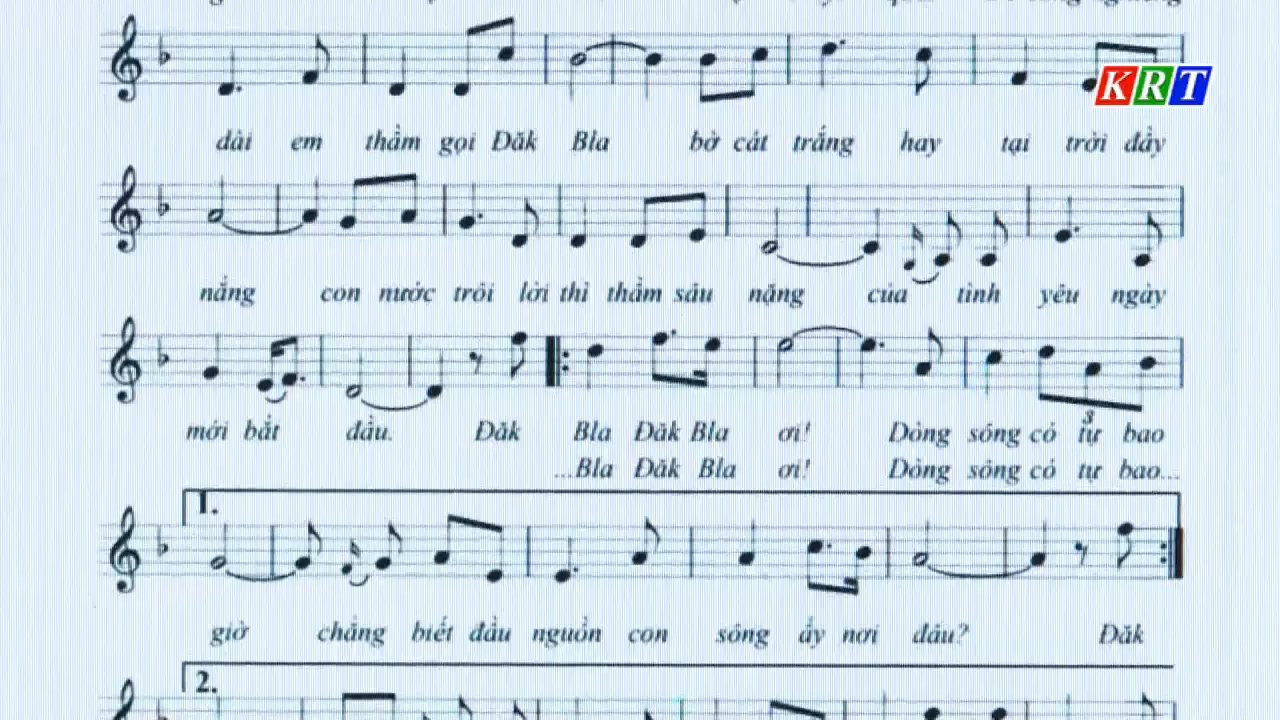 KRT
dài em thầm gọi Đăk Bla bờ cát trắng hay tại trời đầy
nắng con nước trôi lời thì thầm sâu nặng của tình yêu ngày
mới bắt đầu. Đăk Bla Đăk Bla ơi! Dòng sông có tự bao
...Bla Đăk Bla ơi! Dòng sông có tự bao...
3
1.
giờ chẳng biết đầu nguồn con sông ấy nơi đâu? Đăk
2.